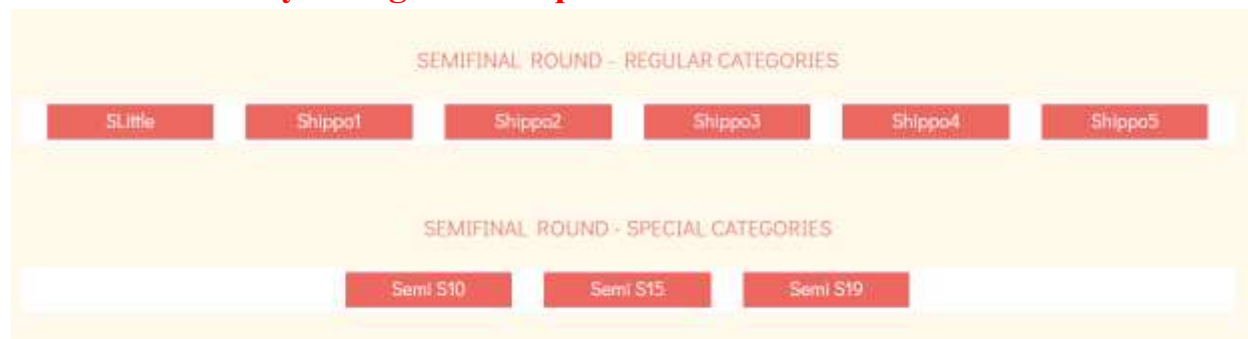 SEMIFINAL ROUND - REGULAR CATEGORIES
SLittle Shippo1 Shippo2 Shippo3 Shippo4 Shippo5
SEMIFINAL ROUND - SPECIAL CATEGORIES
Semi S10 Semi S15 Semi S19